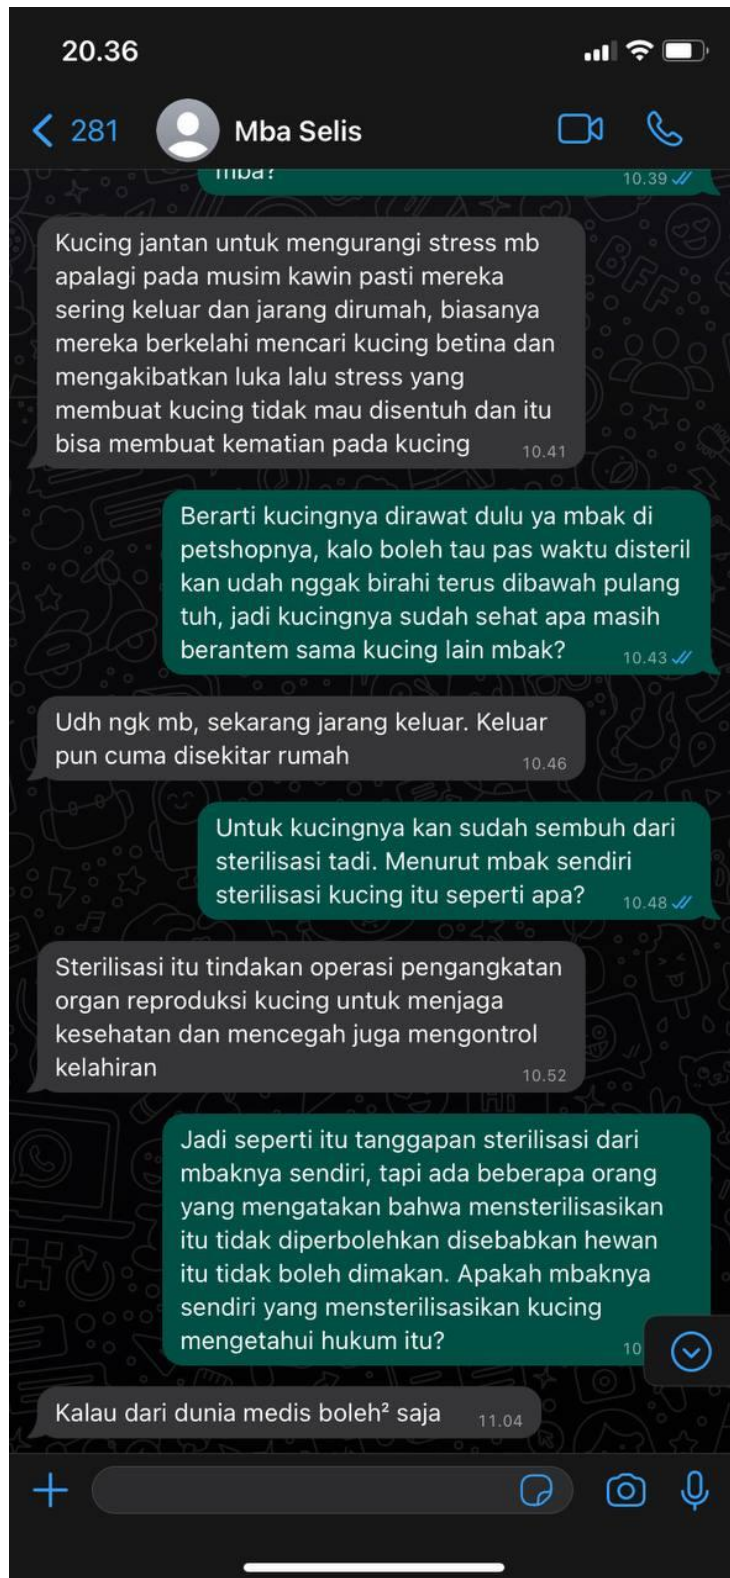 20.36
281
Mba Selis
mba?
10.39
Kucing jantan untuk mengurangi stress mb
apalagi pada musim kawin pasti mereka
sering keluar dan jarang dirumah, biasanya
mereka berkelahi mencari kucing betina dan
mengakibatkan luka lalu stress yang
membuat kucing tidak mau disentuh dan itu
bisa membuat kematian pada kucing
10.41
Berarti kucingnya dirawat dulu ya mbak di
petshopnya, kalo boleh tau pas waktu disteril
kan udah nggak birahi terus dibawah pulang
tuh, jadi kucingnya sudah sehat apa masih
berantem sama kucing lain mbak?
10.43
Udh ngk mb, sekarang jarang keluar. Keluar
pun cuma disekitar rumah
10.46
Untuk kucingnya kan sudah sembuh dari
sterilisasi tadi. Menurut mbak sendiri
sterilisasi kucing itu seperti apa?
10.48
Sterilisasi itu tindakan operasi pengangkatan
organ reproduksi kucing untuk menjaga
kesehatan dan mencegah juga mengontrol
kelahiran
10.52
Jadi seperti itu tanggapan sterilisasi dari
mbaknya sendiri, tapi ada beberapa orang
yang mengatakan bahwa mensterilisasikan
itu tidak diperbolehkan disebabkan hewan
itu tidak boleh dimakan. Apakah mbaknya
sendiri yang mensterilisasikan kucing
mengetahui hukum itu?
10
Kalau dari dunia medis boleh² saja
11.04